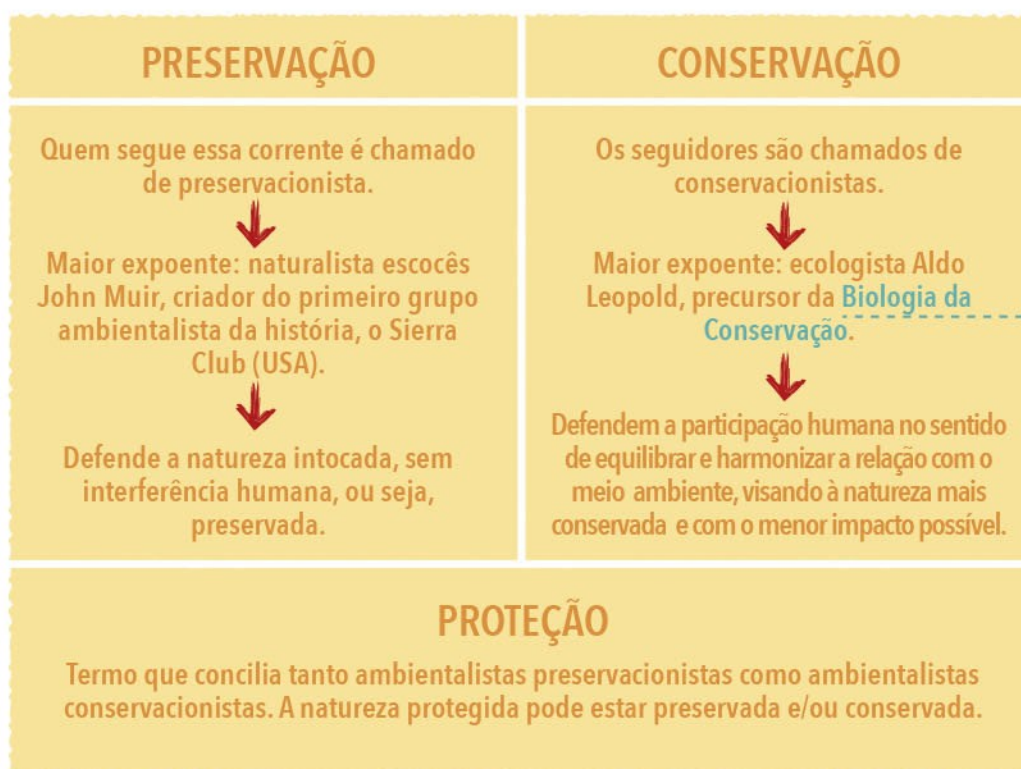 PRESERVAÇÃO
Quem segue essa corrente é chamado
de preservacionista.
Maior expoente: naturalista escocês
John Muir, criador do primeiro grupo
ambientalista da história, o Sierra
Club (USA).
Defende a natureza intocada, sem
interferência humana, ou seja,
preservada.
CONSERVAÇÃO
Os seguidores são chamados de
conservacionistas.
Maior expoente: ecologista Aldo
Leopold, precursor da Biologia da
Conservação.
Defendem a participação humana no sentido
de equilibrar e harmonizar a relação com o
meio ambiente, visando à natureza mais
conservada e com o menor impacto possível.
PROTEÇÃO
Termo que concilia tanto ambientalistas preservacionistas como ambientalistas
conservacionistas. A natureza protegida pode estar preservada e/ou conservada.